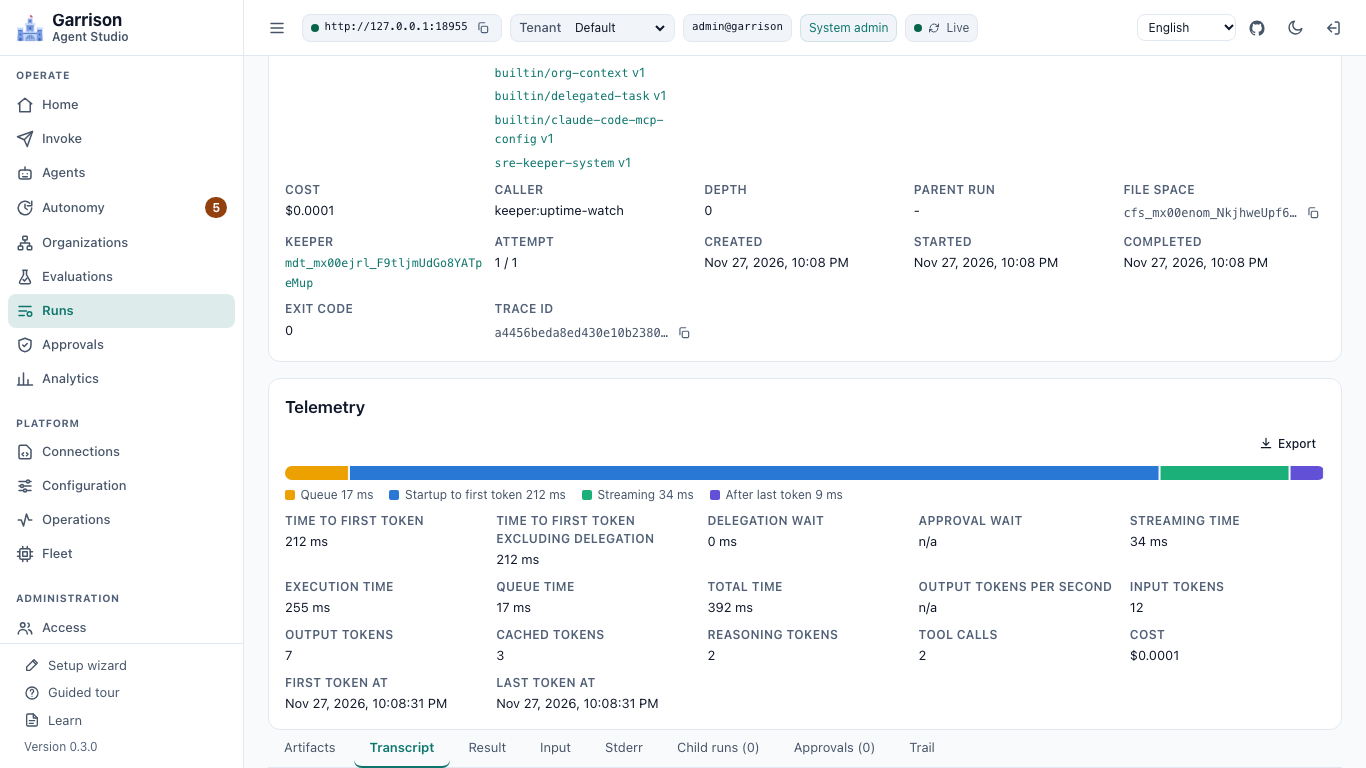 Garrison
Agent Studio
http://127.0.0.1:18955
Tenant Default
admin@garrison
System admin
Live
English
OPERATE
Home
Invoke
Agents
Autonomy 5
Organizations
Evaluations
Runs
Approvals
Analytics
PLATFORM
Connections
Configuration
Operations
Fleet
ADMINISTRATION
Access
Setup wizard
Guided tour
Learn
Version 0.3.0
builtin/org-context v1
builtin/delegated-task v1
builtin/claude-code-mcp-
config v1
sre-keeper-system v1
COST CALLER DEPTH PARENT RUN FILE SPACE
$0.0001 keeper:uptime-watch 0 - cfs_mx00enom_NkjhweUpf6…
KEEPER ATTEMPT CREATED STARTED COMPLETED
mdt_mx00ejrl_F9tljmUdGo8YATp 1 / 1 Nov 27, 2026, 10:08 PM Nov 27, 2026, 10:08 PM Nov 27, 2026, 10:08 PM
eMup
EXIT CODE TRACE ID
0 a4456beda8ed430e10b2380…
Telemetry
Export
Queue 17 ms Startup to first token 212 ms Streaming 34 ms After last token 9 ms
TIME TO FIRST TOKEN TIME TO FIRST TOKEN DELEGATION WAIT APPROVAL WAIT STREAMING TIME
EXCLUDING DELEGATION
212 ms 212 ms 0 ms n/a 34 ms
EXECUTION TIME QUEUE TIME TOTAL TIME OUTPUT TOKENS PER SECOND INPUT TOKENS
255 ms 17 ms 392 ms n/a 12
OUTPUT TOKENS CACHED TOKENS REASONING TOKENS TOOL CALLS COST
7 3 2 2 $0.0001
FIRST TOKEN AT LAST TOKEN AT
Nov 27, 2026, 10:08:31 PM Nov 27, 2026, 10:08:31 PM
Artifacts Transcript Result Input Stderr Child runs (0) Approvals (0) Trail